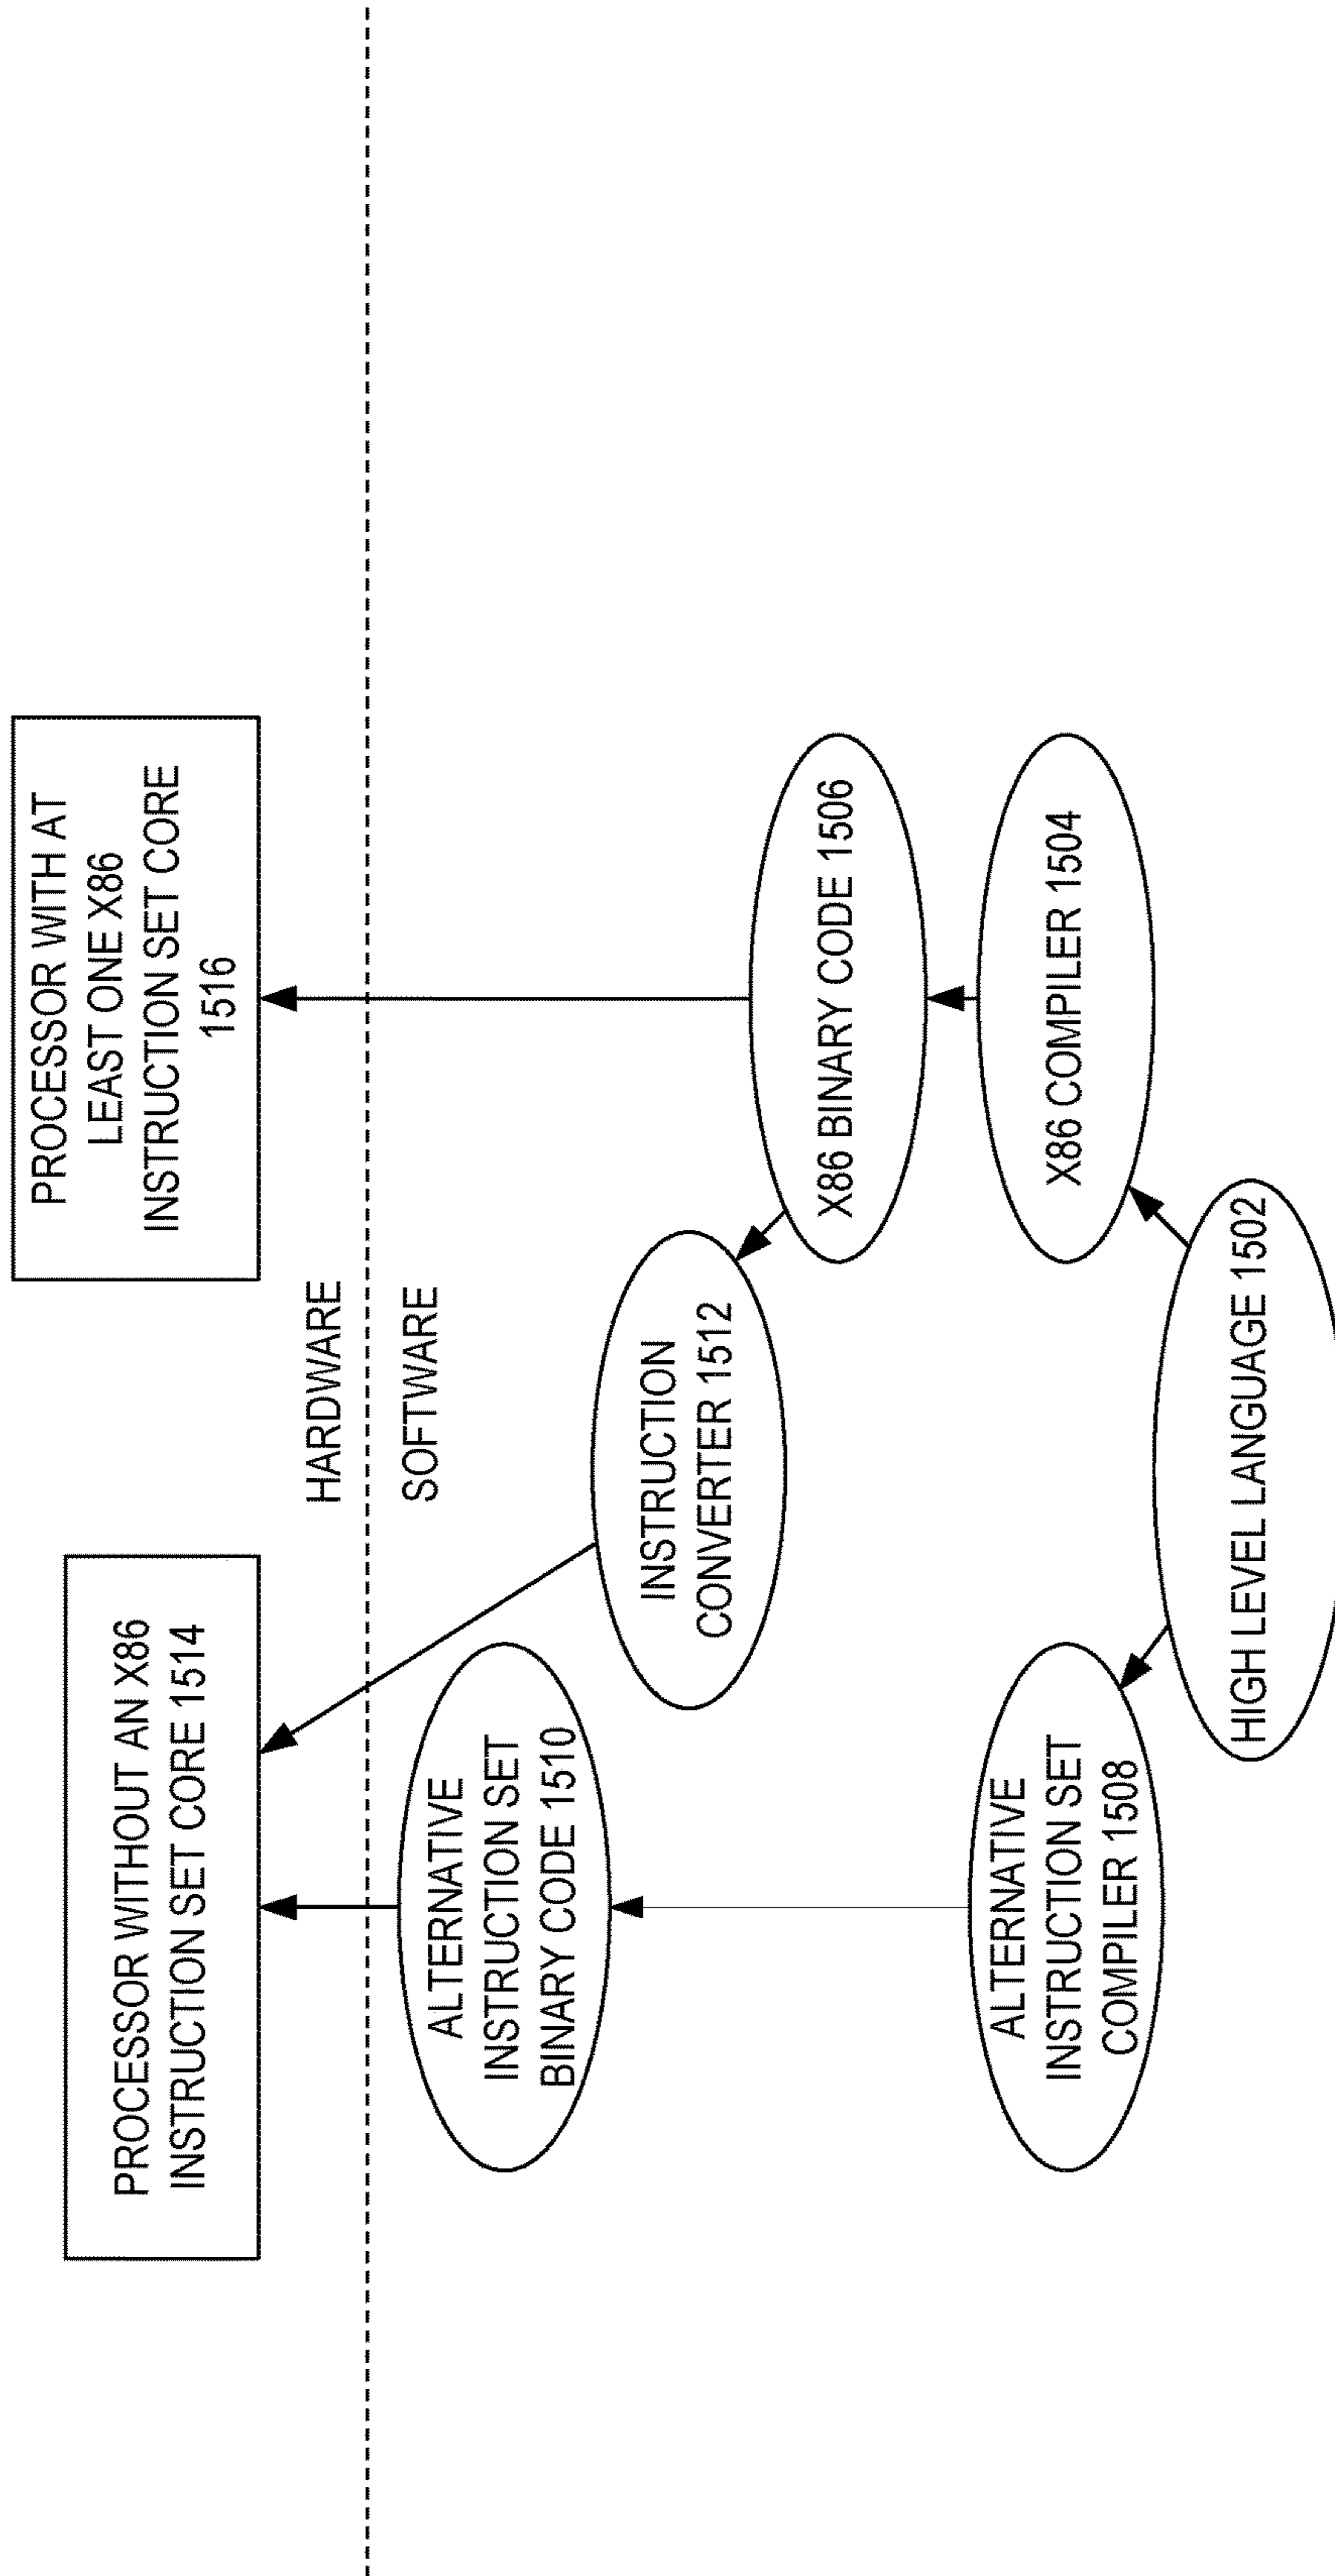 PROCESSOR WITHOUT AN X86
INSTRUCTION SET CORE 1514
PROCESSOR WITH AT
LEAST ONE X86
INSTRUCTION SET CORE
1516
HARDWARE
SOFTWARE
ALTERNATIVE
INSTRUCTION SET
BINARY CODE 1510
INSTRUCTION
CONVERTER 1512
X86 BINARY CODE 1506
ALTERNATIVE
INSTRUCTION SET
COMPILER 1508
X86 COMPILER 1504
HIGH LEVEL LANGUAGE 1502